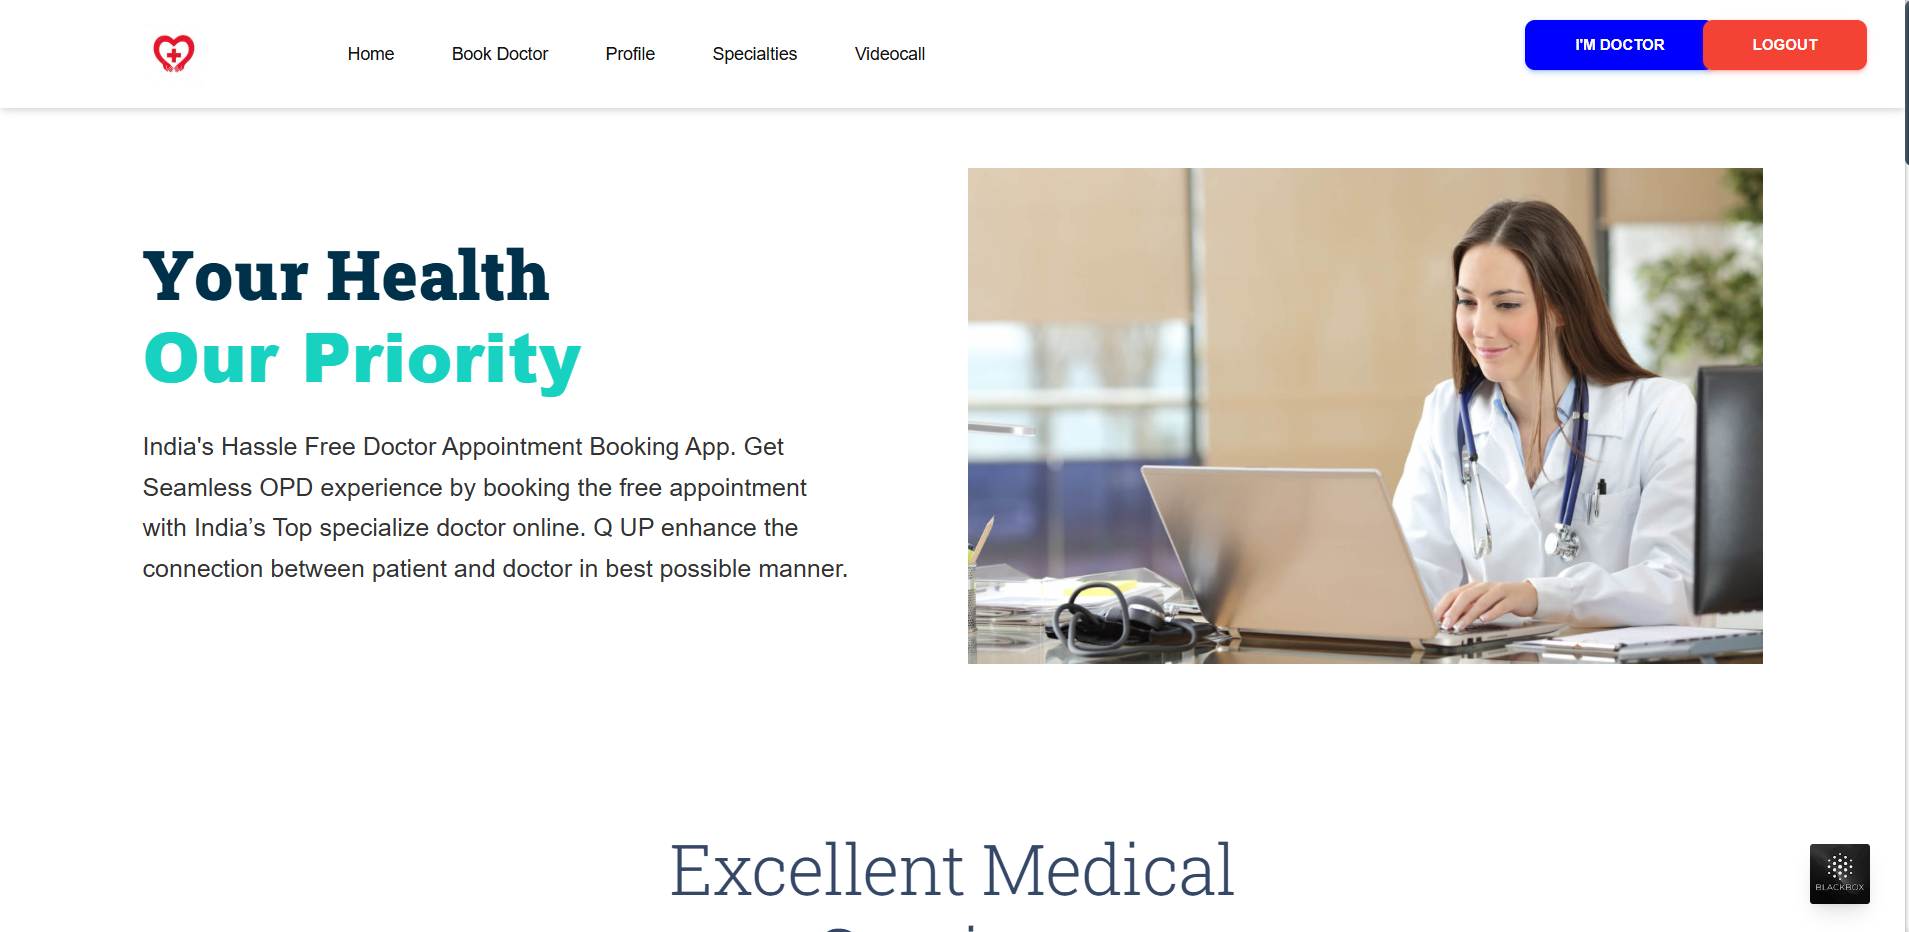 Home Book Doctor Profile Specialties Videocall I'M DOCTOR LOGOUT
Your Health
Our Priority
India's Hassle Free Doctor Appointment Booking App. Get
Seamless OPD experience by booking the free appointment
with India’s Top specialize doctor online. Q UP enhance the
connection between patient and doctor in best possible manner.
Excellent Medical
BLACKBOX